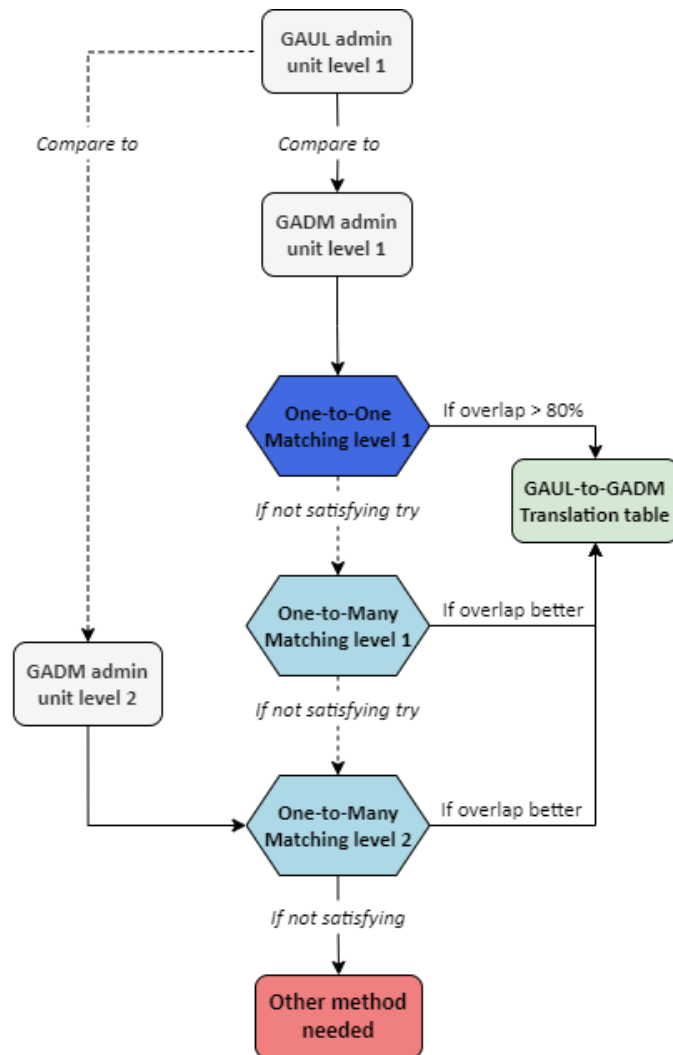 GAUL admin
unit level 1
Compare to
Compare to
GADM admin
unit level 1
One-to-One
Matching level 1
If overlap > 80%
GAUL-to-GADM
Translation table
If not satisfying try
One-to-Many
Matching level 1
If overlap better
GADM admin
unit level 2
If not satisfying try
One-to-Many
Matching level 2
If overlap better
If not satisfying
Other method
needed